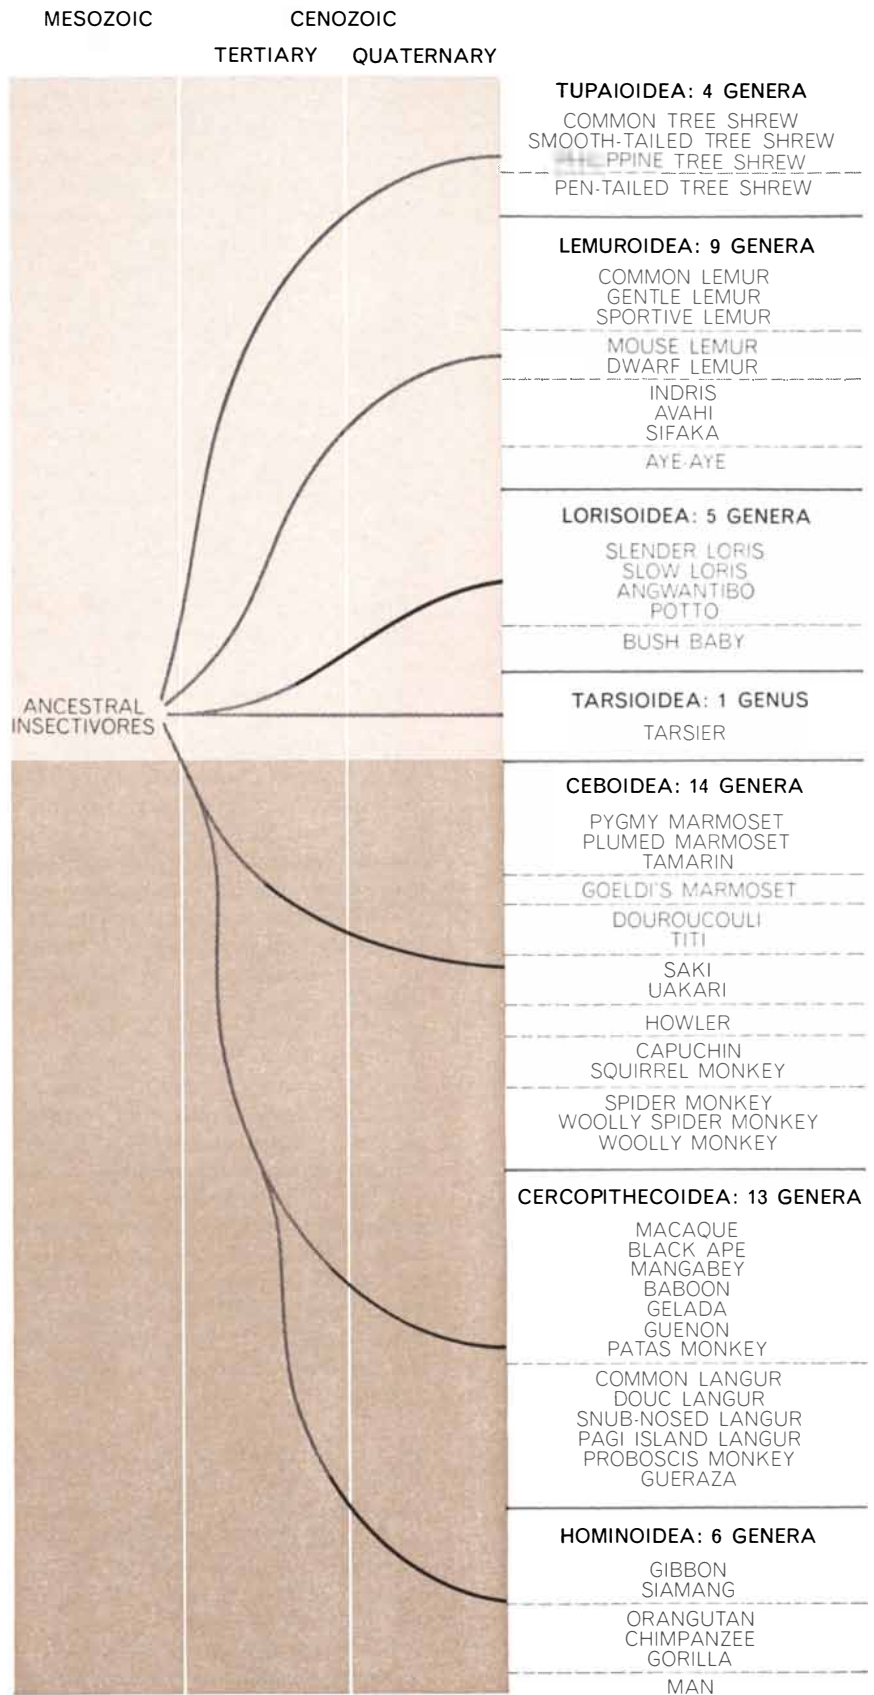 MESOZOIC
CENOZOIC
TERTIARY
QUATERNARY
TUPAIOIDEA: 4 GENERA
COMMON TREE SHREW
SMOOTH-TAILED TREE SHREW
TREE SHREW
PEN-TAILED TREE SHREW
LEMUROIDEA: 9 GENERA
COMMON LEMUR
GENTLE LEMUR
SPORTIVE LEMUR
MOUSE LEMUR
DWARF LEMUR
INDRIS
AVAHI
SIFAKA
AYE-AYE
LORISOIDEA: 5 GENERA
SLENDER LORIS
SLOW LORIS
ANGWANTIBO
POTTO
BUSH BABY
ANCESTRAL
INSECTIVORES
TARSIOIDEA: 1 GENUS
TARSIER
CEBOIDEA: 14 GENERA
PYGMY MARMOSET
PLUMED MARMOSET
TAMARIN
GOELDI'S MARMOSET
DOUROUCOULI
TITI
SAKI
UAKARI
HOWLER
CAPUCHIN
SQUIRREL MONKEY
SPIDER MONKEY
WOOLLY SPIDER MONKEY
WOOLLY MONKEY
CERCOPITHECOIDEA: 13 GENERA
MACAQUE
BLACK APE
MANGABEY
BABOON
GELADA
GUENON
PATAS MONKEY
COMMON LANGUR
DOUC LANGUR
SNUB-NOSED LANGUR
PAGI ISLAND LANGUR
PROBOSCIS MONKEY
GUERAZA
HOMINOIDEA: 6 GENERA
GIBBON
SIAMANG
ORANGUTAN
CHIMPANZEE
GORILLA
MAN